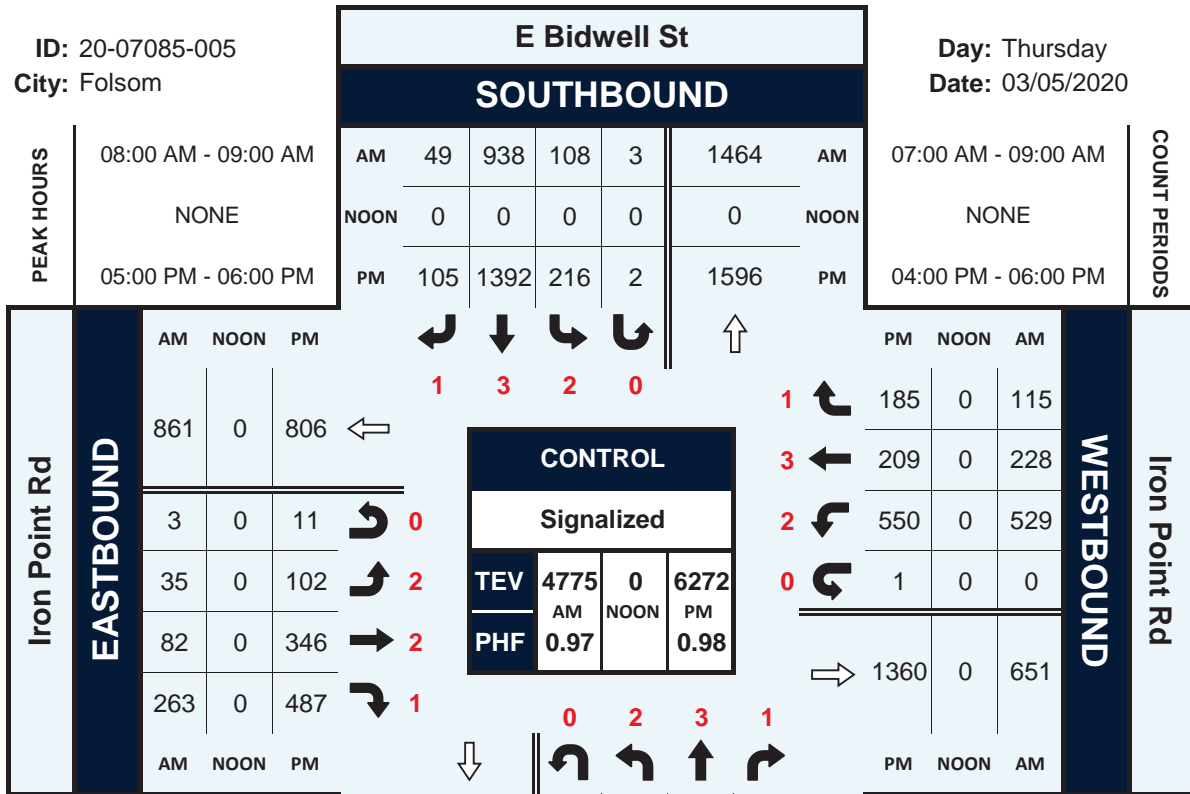 ID: 20-07085-005
City: Folsom
E Bidwell St
SOUTHBOUND
Day: Thursday
Date: 03/05/2020
PEAK HOURS
08:00 AM - 09:00 AM
NONE
05:00 PM - 06:00 PM
AM 49 938 108 3 1464 AM
NOON 0 0 0 0 0 NOON
PM 105 1392 216 2 1596 PM
07:00 AM - 09:00 AM
NONE
04:00 PM - 06:00 PM
COUNT PERIODS
1 3 2 0
Iron Point Rd
EASTBOUND
AM NOON PM
861 0 806
3 0 11 0
35 0 102 2
82 0 346 2
263 0 487 1
AM NOON PM
CONTROL
Signalized
TEV 4775 0 6272
AM NOON PM
PHF 0.97 0.98
PM NOON AM
1 185 0 115
3 209 0 228
2 550 0 529
0 1 0 0
1360 0 651
PM NOON AM
WESTBOUND
Iron Point Rd
0 2 3 1